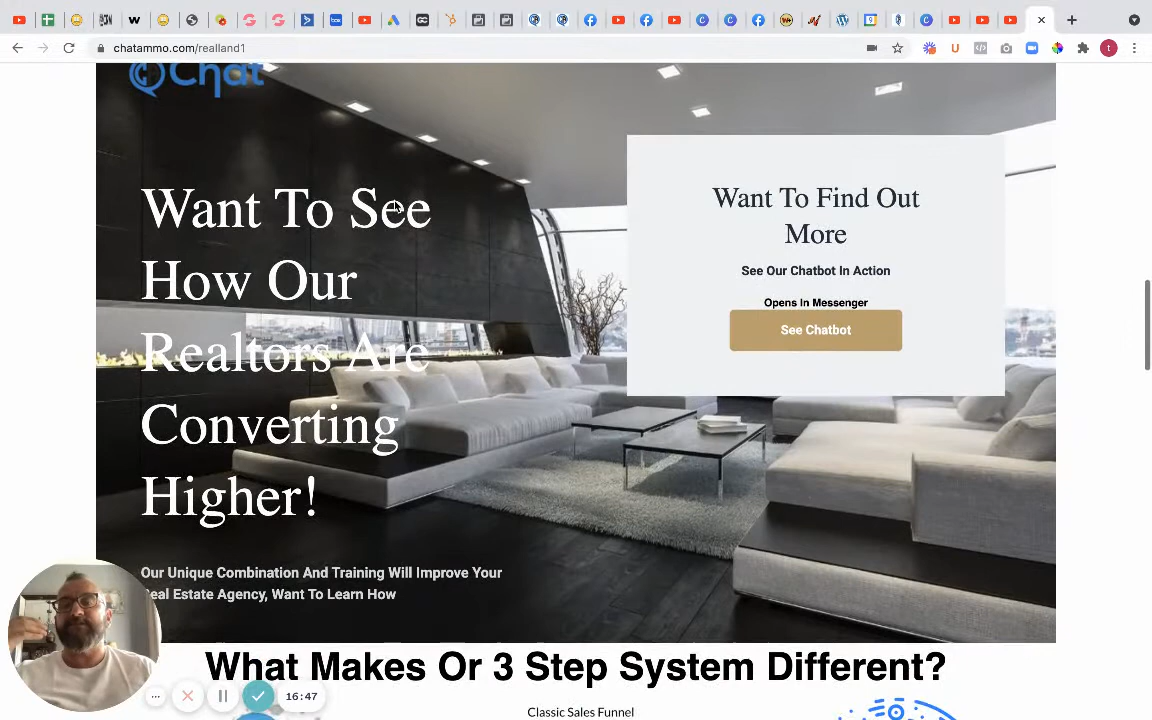 chatammo.com/realland1
Chat
Want To See
How Our
Realtors Are
Converting
Higher!
Our Unique Combination And Training Will Improve Your
Real Estate Agency, Want To Learn How
Want To Find Out
More
See Our Chatbot In Action
Opens In Messenger
See Chatbot
What Makes Or 3 Step System Different?
Classic Sales Funnel
16:47